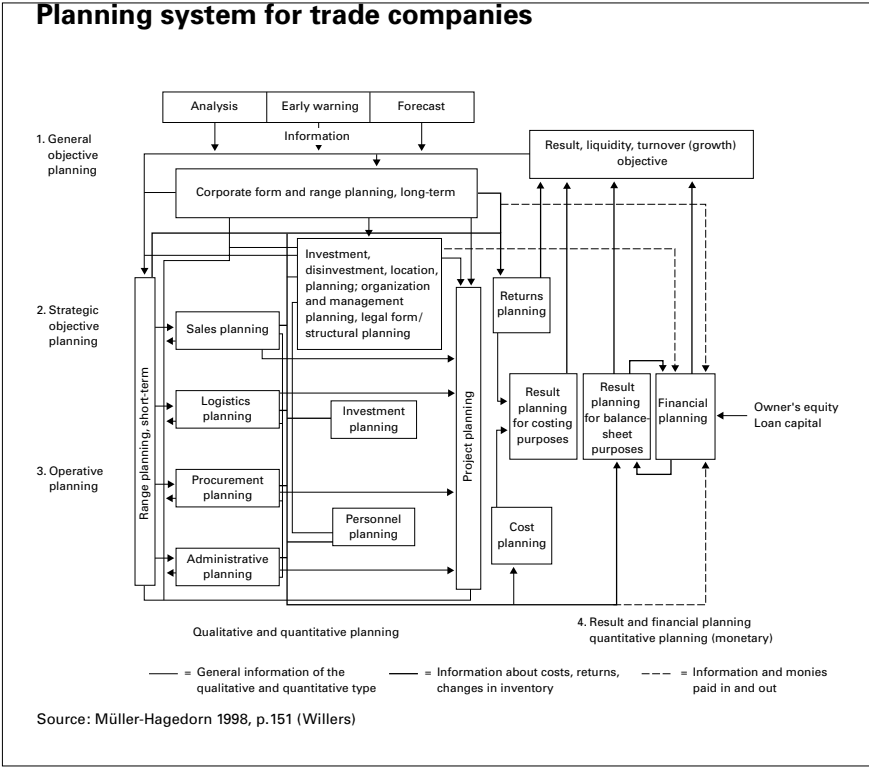 Planning system for trade companies
Analysis
Early warning
Forecast
Information
1. General
objective
planning
Result, liquidity, turnover (growth)
objective
Corporate form and range planning, long-term
Investment,
disinvestment, location,
planning; organization
and management
planning, legal form/
structural planning
Returns
planning
2. Strategic
objective
planning
Sales planning
Range planning, short-term
Project planning
Logistics
planning
Investment
planning
Result
planning
for costing
purposes
Result
planning
for balance-
sheet
purposes
Financial
planning
Owner's equity
Loan capital
3. Operative
planning
Procurement
planning
Personnel
planning
Cost
planning
Administrative
planning
Qualitative and quantitative planning
4. Result and financial planning
quantitative planning (monetary)
= General information of the
qualitative and quantitative type
= Information about costs, returns,
changes in inventory
= Information and monies
paid in and out
Source: Müller-Hagedorn 1998, p.151 (Willers)